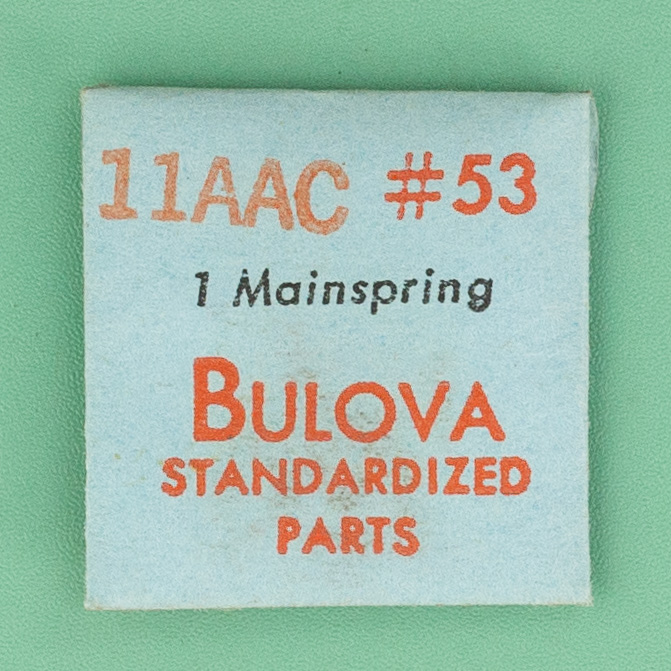 11AAC #53
1 Mainspring
BULOVA
STANDARDIZED
PARTS